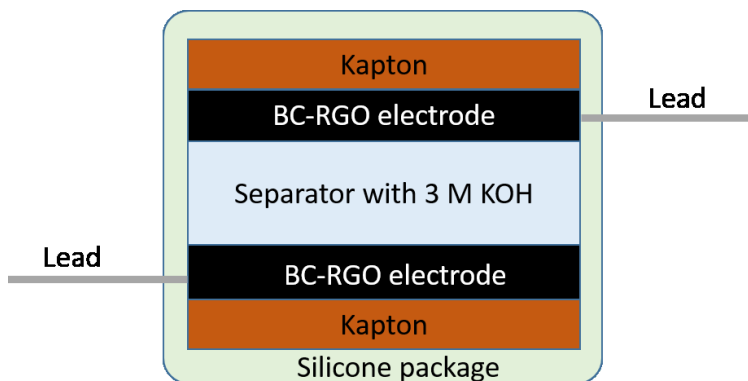 Kapton
BC-RGO electrode
Lead
Separator with 3 M KOH
Lead
BC-RGO electrode
Kapton
Silicone package